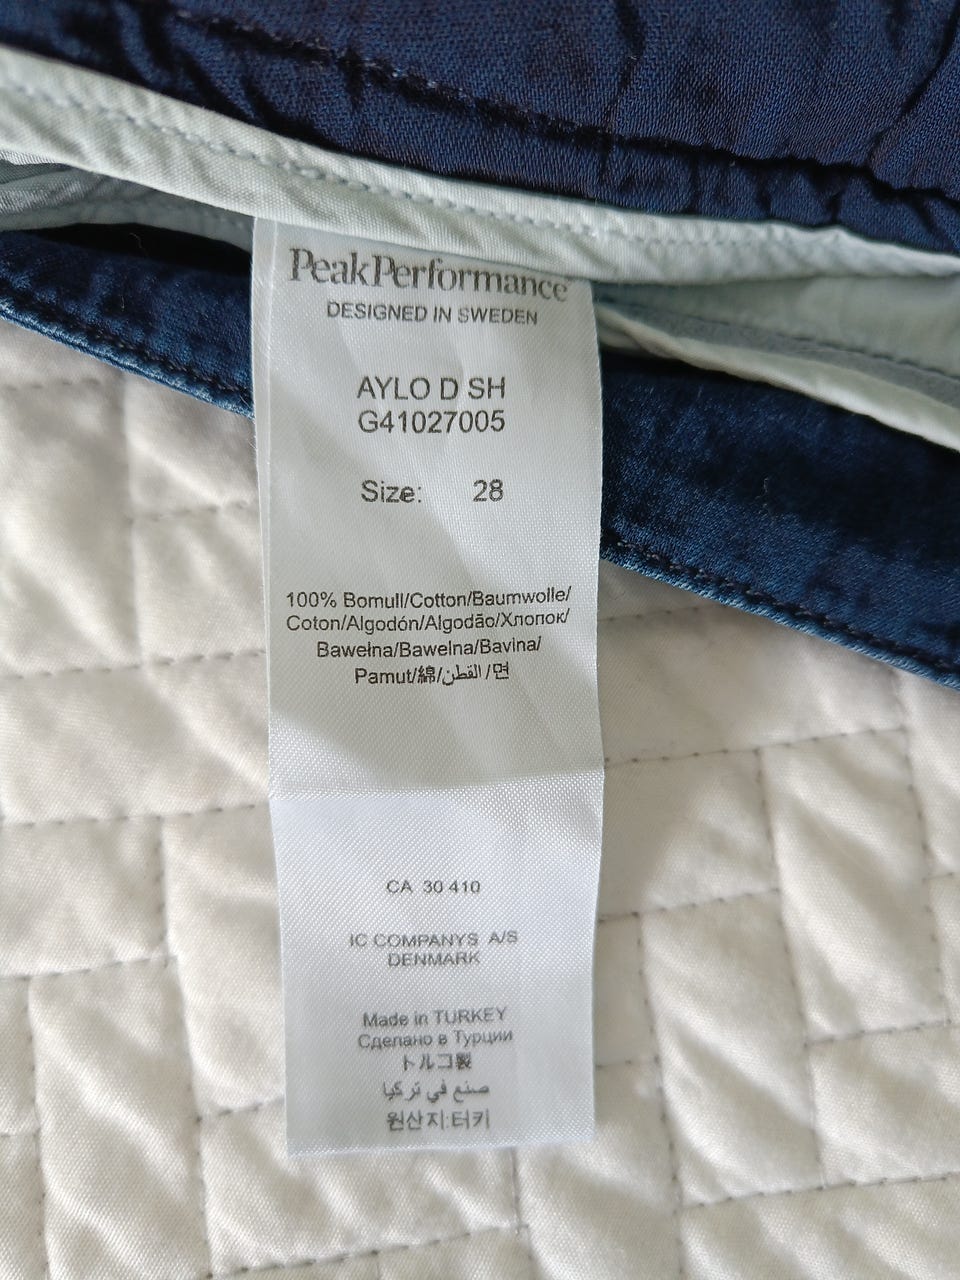 PeakPerformance
DESIGNED IN SWEDEN
AYLO D SH
G41027005
Size: 28
100% Bomull/Cotton/Baumwolle/
Coton/Algodón/Algodão/Хлопок/
Bawełna/Bawelna/Bavlna/
Pamut/綿/القطن/면
CA 30 410
IC COMPANYS A/S
DENMARK
Made in TURKEY
Сделано в Турции
トルコ製
صنع في تركيا
원산지:터키